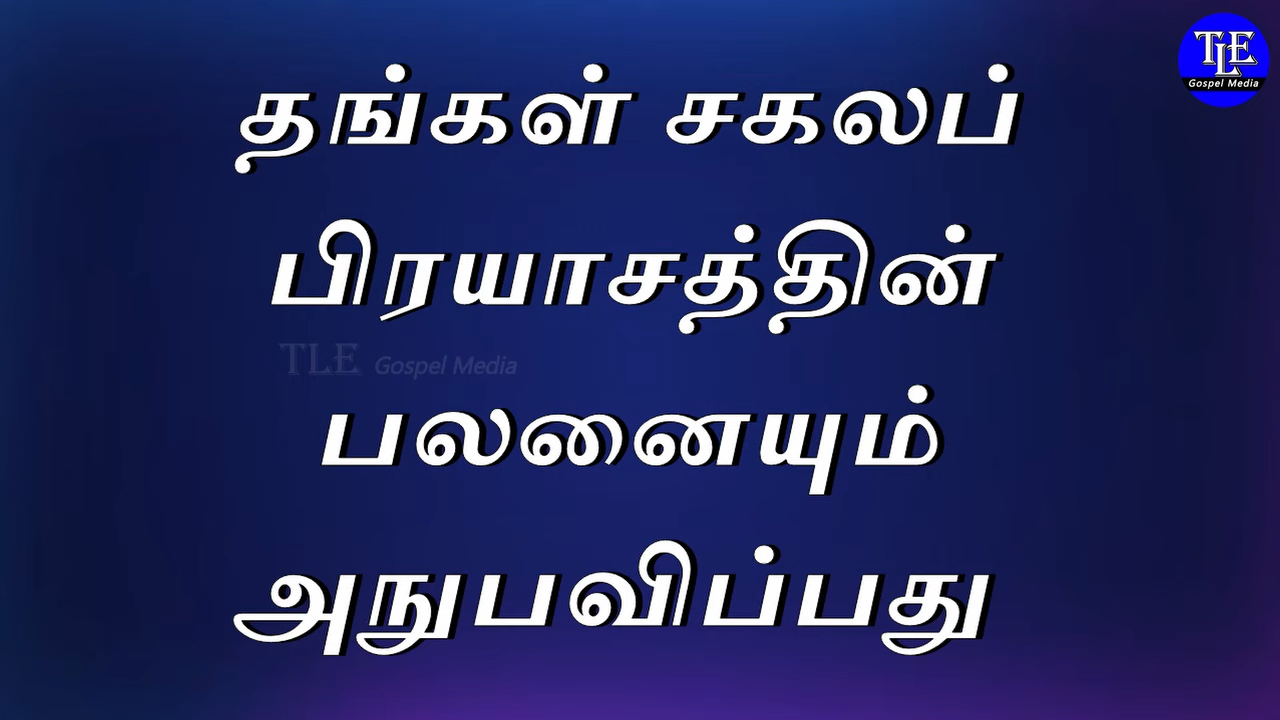 TLE
Gospel Media
தங்கள் சகலப்
பிரயாசத்தின்
TLE Gospel Media
பலனையும்
அநுபவிப்பது